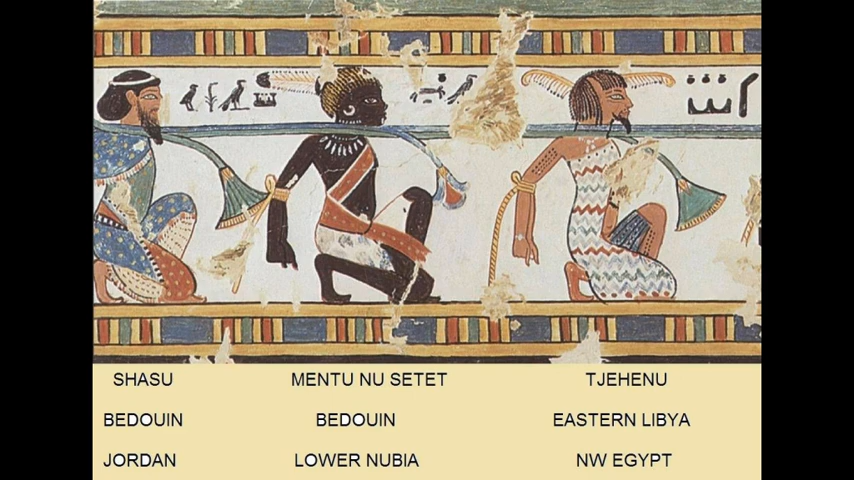 SHASU MENTU NU SETET TJEHENU
BEDOUIN BEDOUIN EASTERN LIBYA
JORDAN LOWER NUBIA NW EGYPT